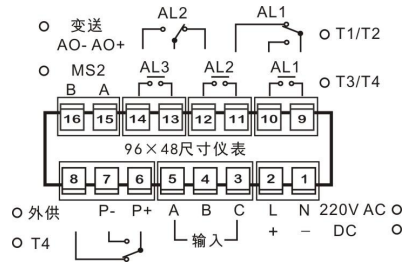 变送 AL2 AL1
AO- AO+ T1/T2
MS2 AL3 AL2 AL1 T3/T4
B A
16 15 14 13 12 11 10 9
96×48尺寸仪表
8 7 6 5 4 3 2 1
外供 P- P+ A B C L N 220V AC
T4 输入 + − DC